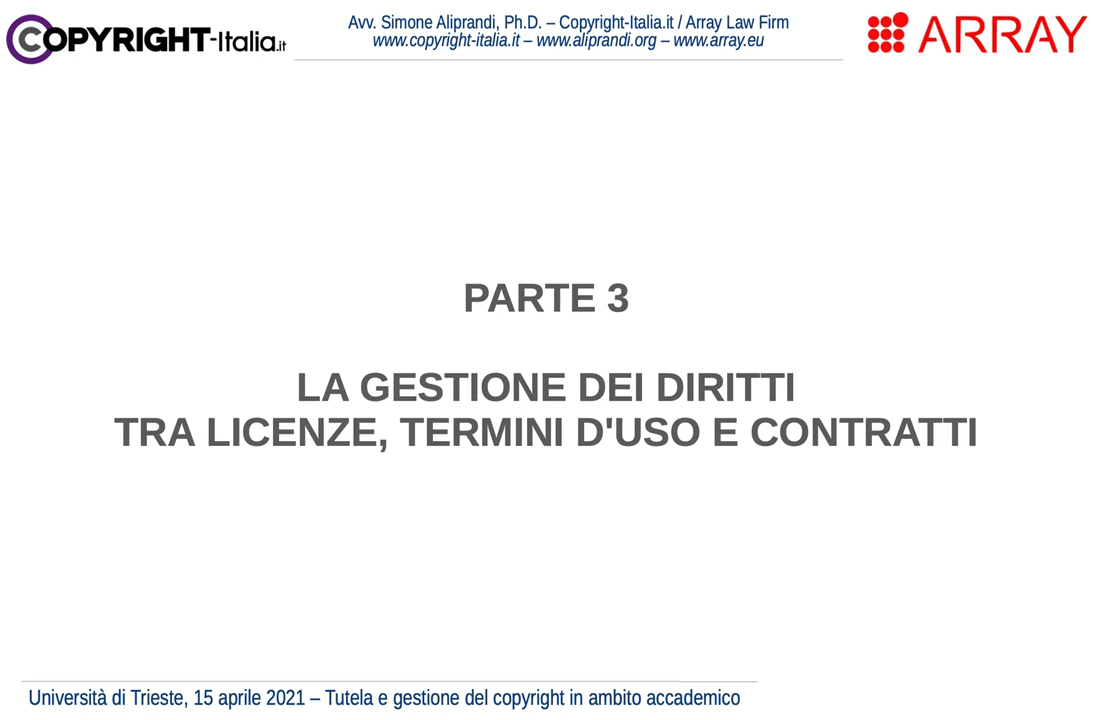 COPYRIGHT-Italia.it
Avv. Simone Aliprandi, Ph.D. – Copyright-Italia.it / Array Law Firm
www.copyright-italia.it – www.aliprandi.org – www.array.eu
ARRAY
PARTE 3
LA GESTIONE DEI DIRITTI
TRA LICENZE, TERMINI D'USO E CONTRATTI
Università di Trieste, 15 aprile 2021 – Tutela e gestione del copyright in ambito accademico